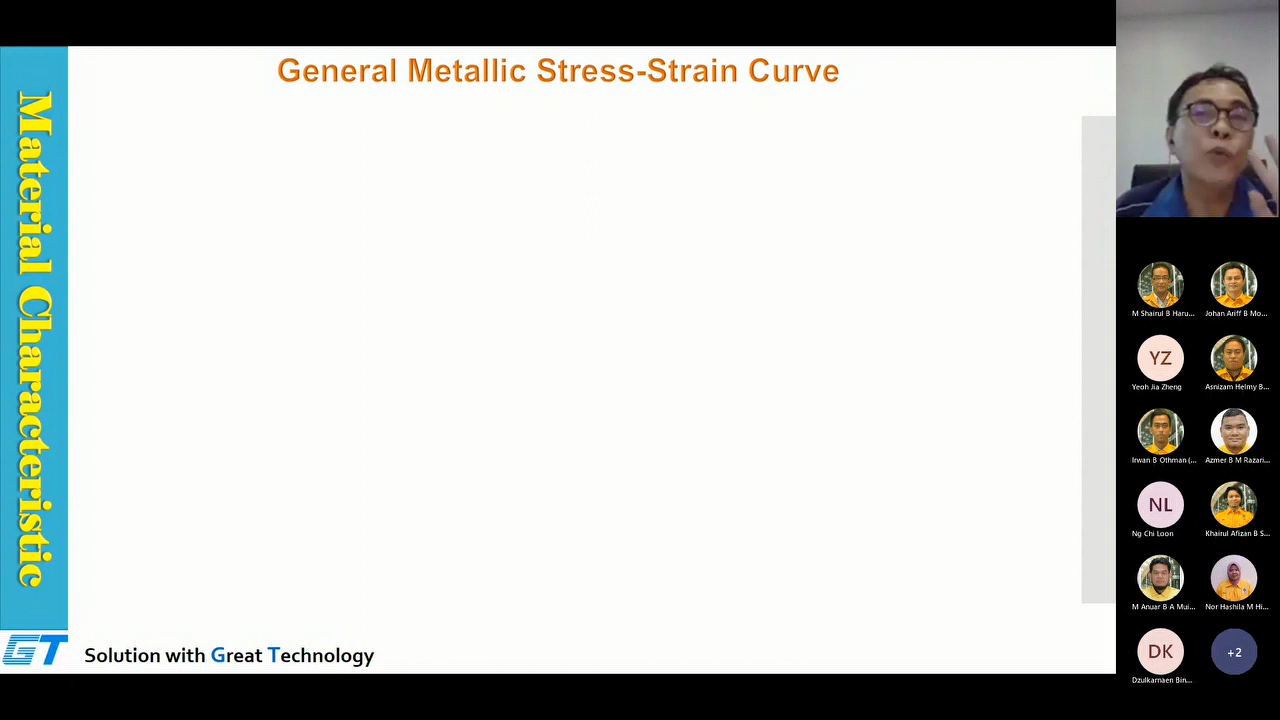 General Metallic Stress-Strain Curve
Material Characteristic
GT
Solution with Great Technology
M Shairul B Haru...
Johan Ariff B Mo...
YZ
Yeoh Jia Zheng
Asnizam Helmy B...
Irwan B Othman (...
Azmer B M Razari...
NL
Ng Chi Loon
Khairul Afizan B S...
M Anuar B A Mui...
Nor Hashila M Hi...
DK
Dzulkarnaen Bin...
+2